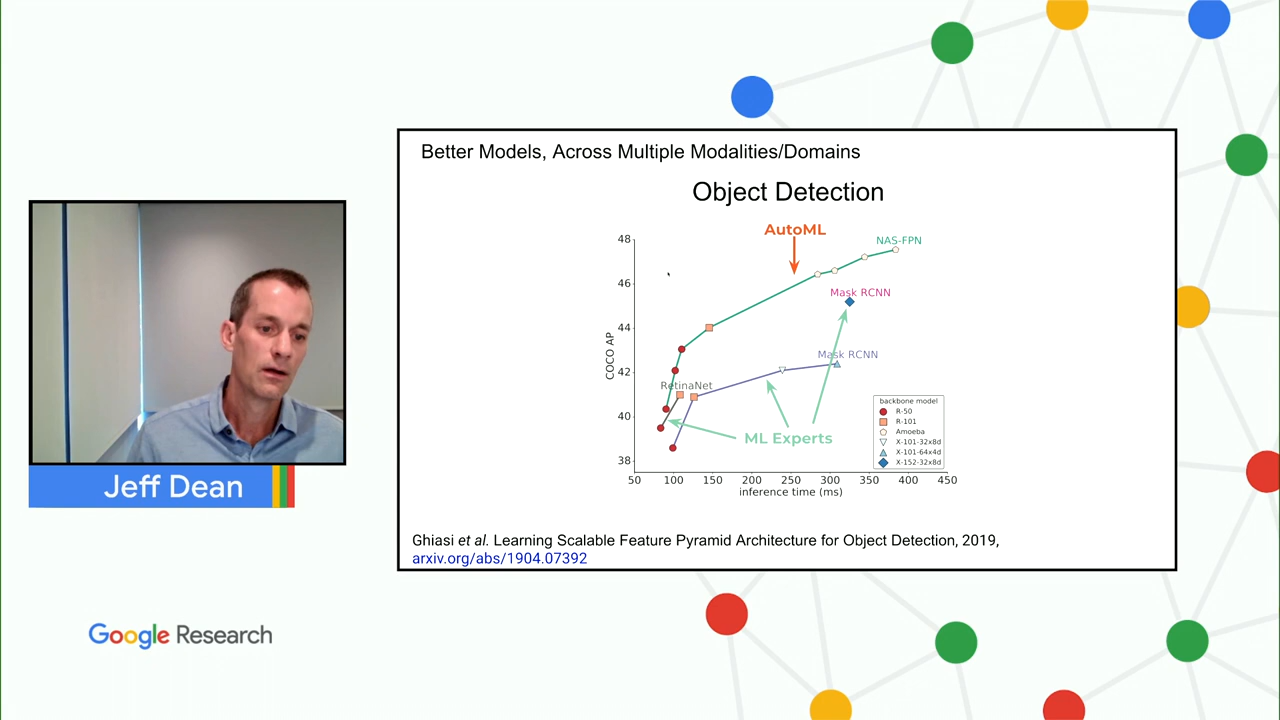 Better Models, Across Multiple Modalities/Domains
Object Detection
AutoML
NAS-FPN
Mask RCNN
Mask RCNN
RetinaNet
ML Experts
COCO AP
48
46
44
42
40
38
50 100 150 200 250 300 350 400 450
inference time (ms)
backbone model
R-50
R-101
Amoeba
X-101-32x8d
X-101-64x4d
X-152-32x8d
Ghiasi et al. Learning Scalable Feature Pyramid Architecture for Object Detection, 2019,
arxiv.org/abs/1904.07392
Jeff Dean
Google Research